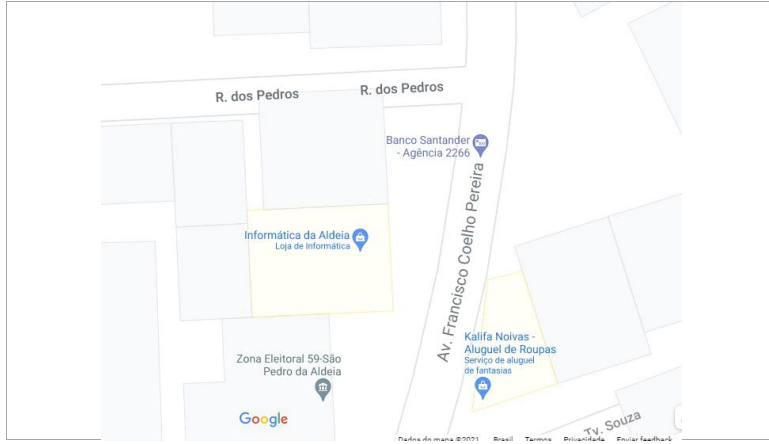 R. dos Pedros
R. dos Pedros
Banco Santander
- Agência 2266
Av. Francisco Coelho Pereira
Informática da Aldeia
Loja de Informática
Kalifa Noivas -
Aluguel de Roupas
Serviço de aluguel
de fantasias
Zona Eleitoral 59-São
Pedro da Aldeia
Google
Tv. Souza
Dados do mapa ©2021 Brasil Termos Privacidade Enviar feedback